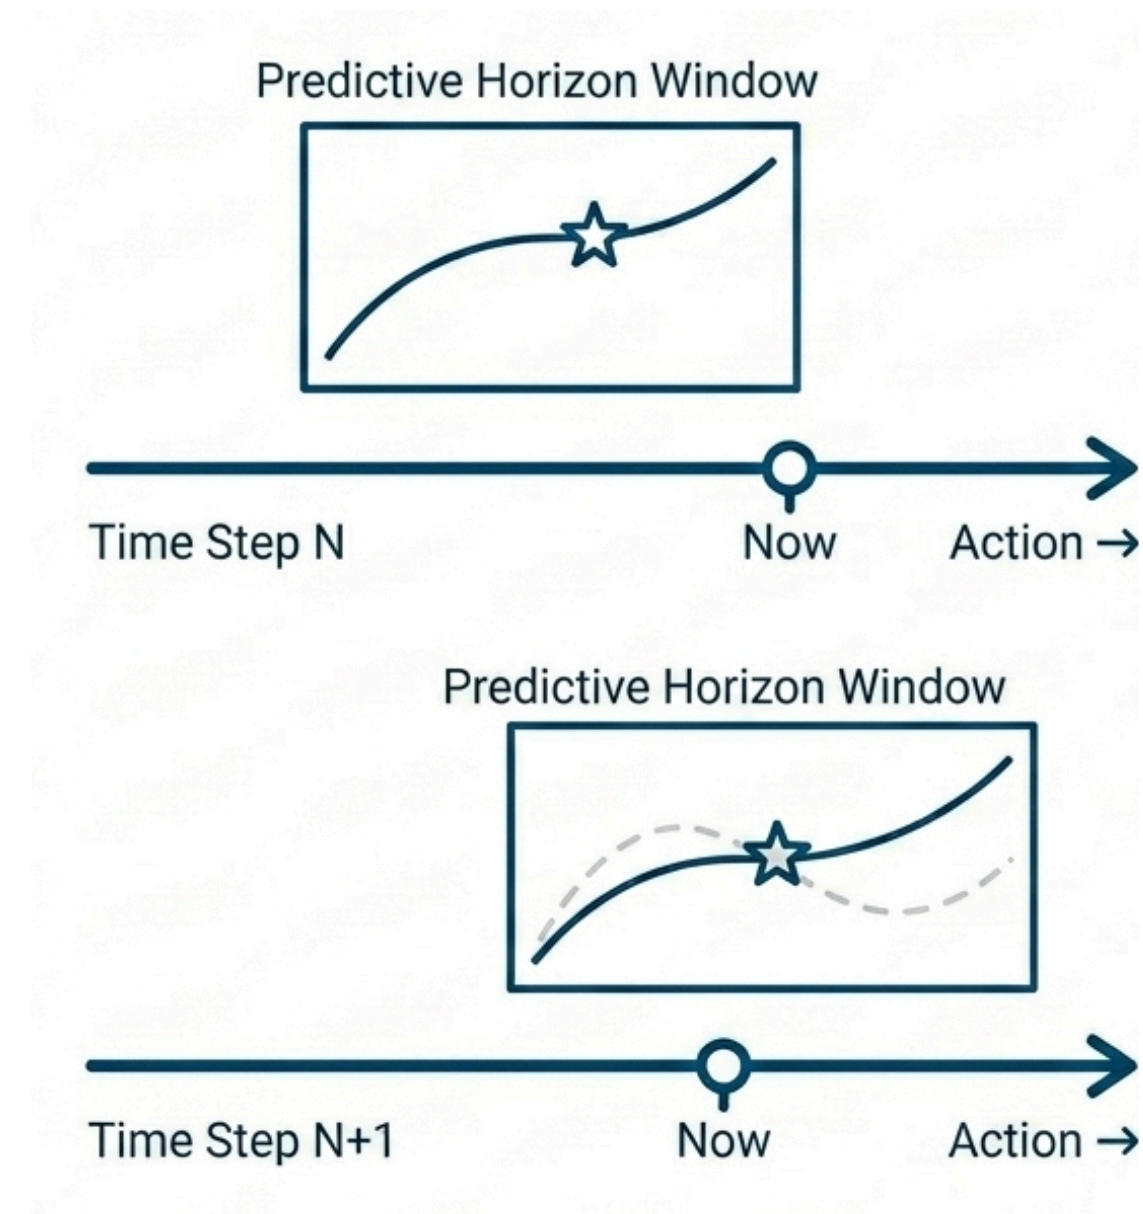 Predictive Horizon Window
Time Step N
Now
Action →
Predictive Horizon Window
Time Step N+1
Now
Action →